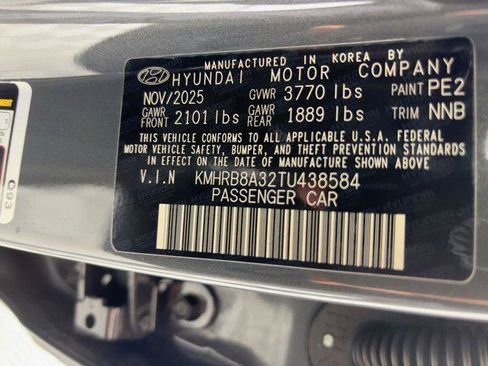 MANUFACTURED IN KOREA BY
HYUNDAI MOTOR COMPANY
NOV/2025 GVWR 3770 lbs PAINT PE2
GAWR FRONT 2101 lbs GAWR REAR 1889 lbs TRIM NNB
THIS VEHICLE CONFORMS TO ALL APPLICABLE U.S.A. FEDERAL
MOTOR VEHICLE SAFETY, BUMPER, AND THEFT PREVENTION STANDARDS
IN EFFECT ON THE DATE OF MANUFACTURE SHOWN ABOVE.
V.I.N KMHRB8A32TU438584
PASSENGER CAR